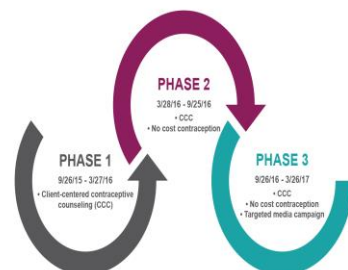 PHASE 1
9/26/15 - 3/27/16
• Client-centered contraceptive
counseling (CCC)
PHASE 2
3/28/16 - 9/25/16
• CCC
• No cost contraception
PHASE 3
9/26/16 - 3/26/17
• CCC
• No cost contraception
• Targeted media campaign